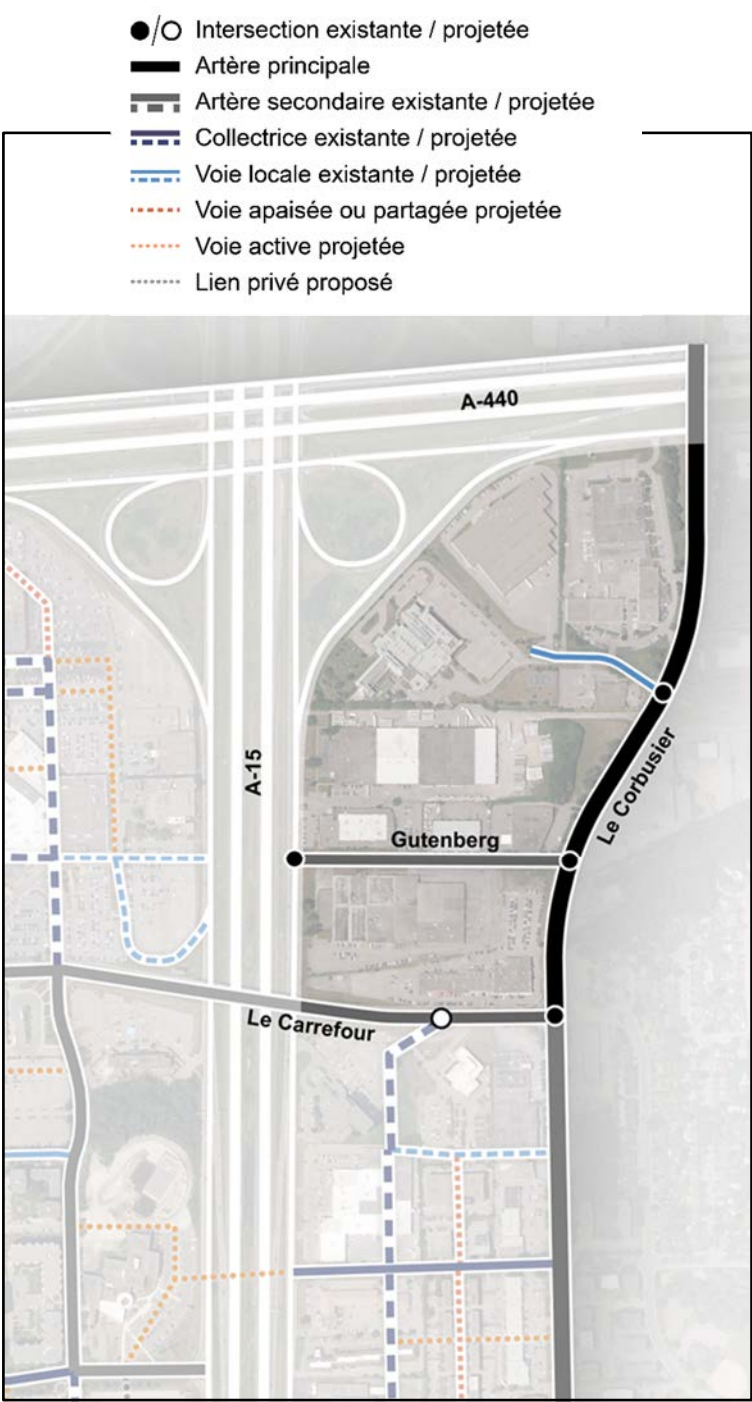 Intersection existante / projetée
Artère principale
Artère secondaire existante / projetée
Collectrice existante / projetée
Voie locale existante / projetée
Voie apaisée ou partagée projetée
Voie active projetée
Lien privé proposé
A-440
A-15
Le Corbusier
Gutenberg
Le Carrefour